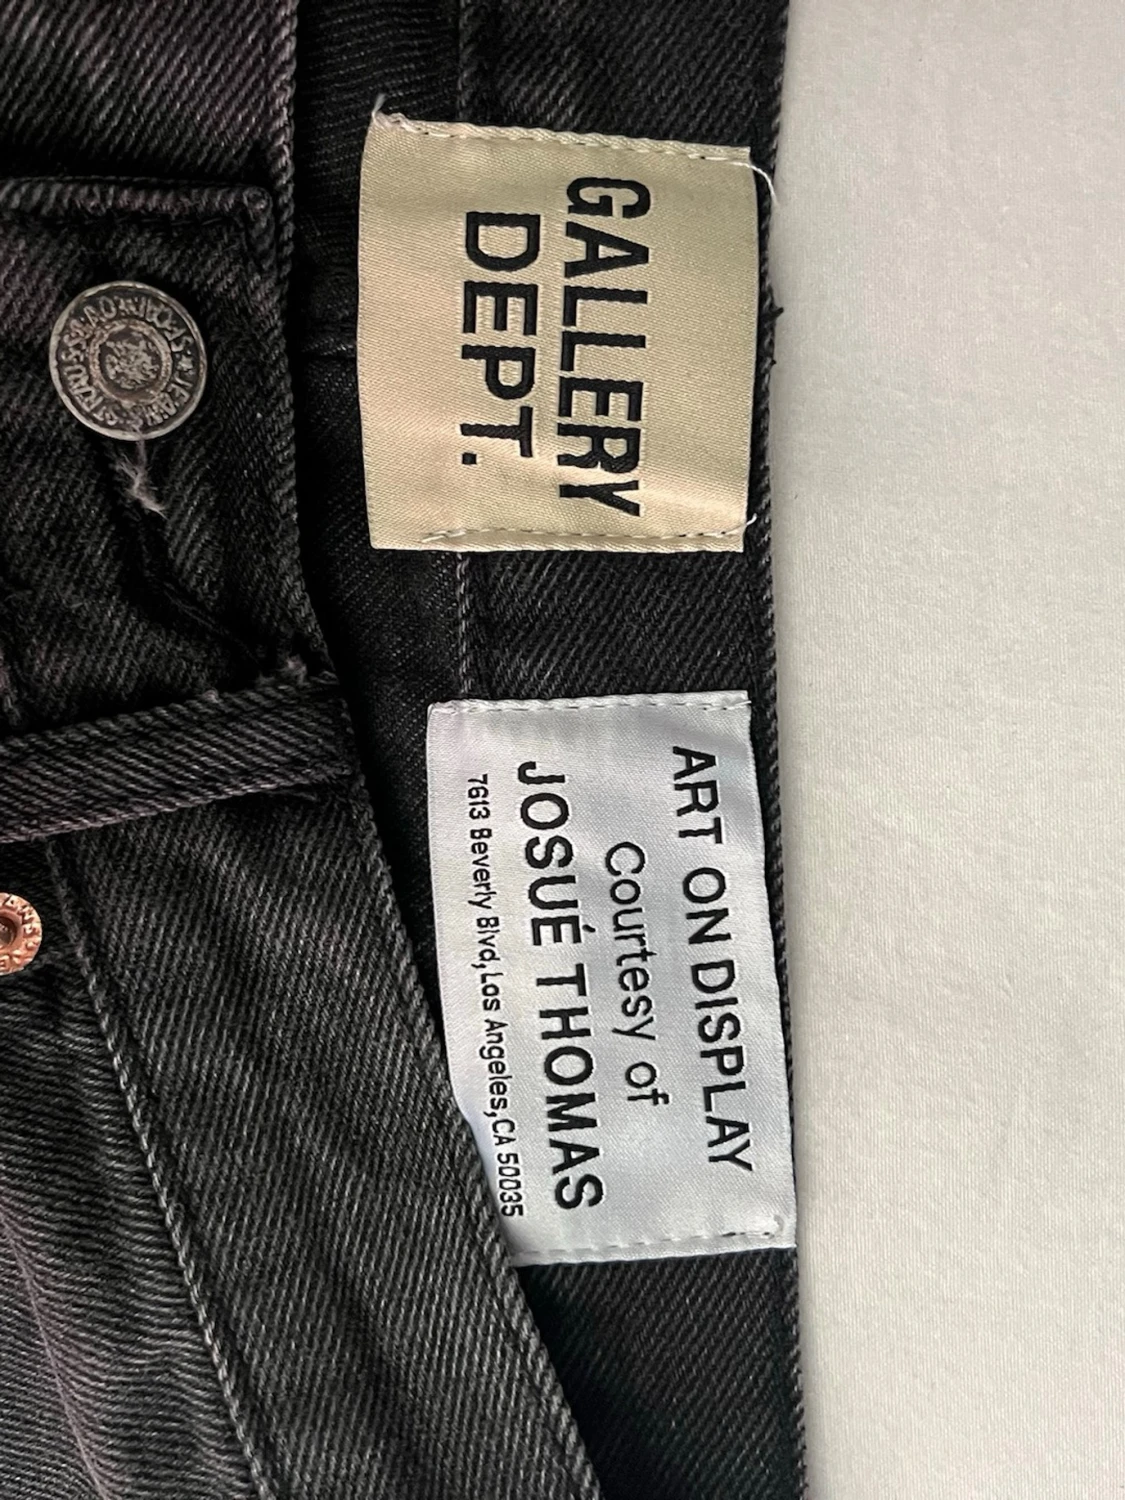 GALLERY
DEPT.
ART ON DISPLAY
Courtesy of
JOSUÉ THOMAS
7613 Beverly Blvd, Los Angeles, CA 50035